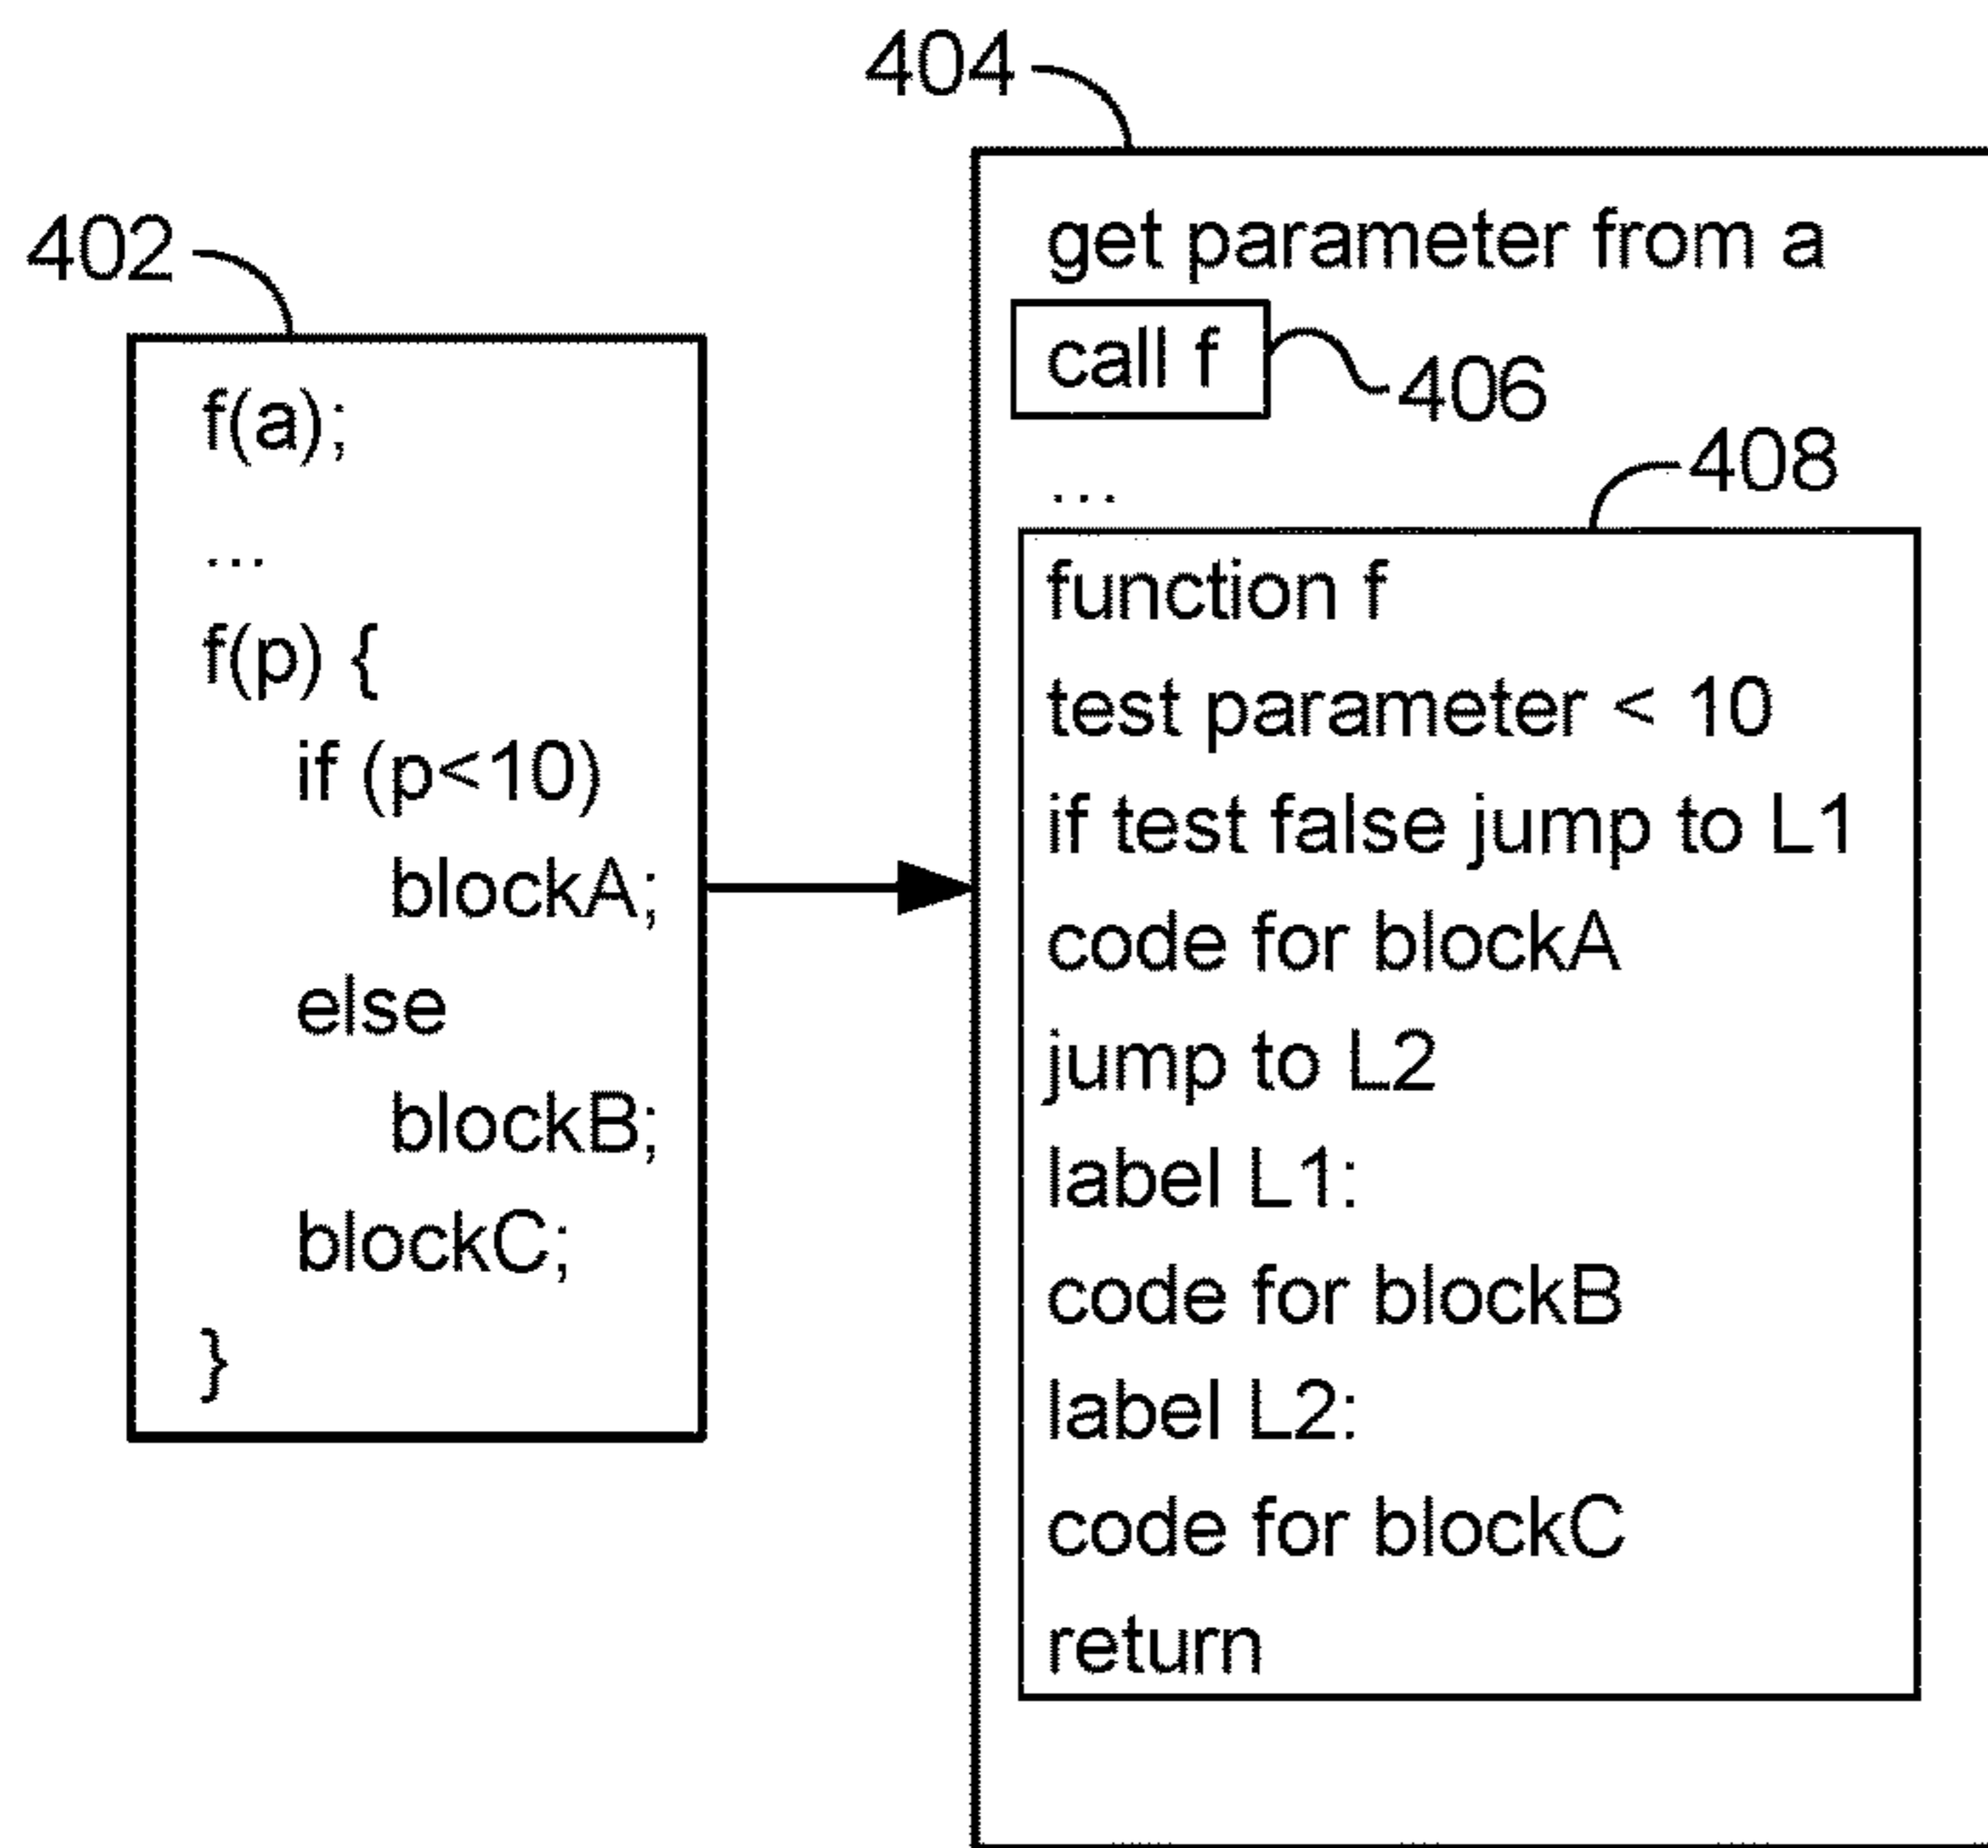 402
f(a);
...
f(p) {
if (p<10)
blockA;
else
blockB;
blockC;
}
404
get parameter from a
call f
406
...
408
function f
test parameter < 10
if test false jump to L1
code for blockA
jump to L2
label L1:
code for blockB
label L2:
code for blockC
return